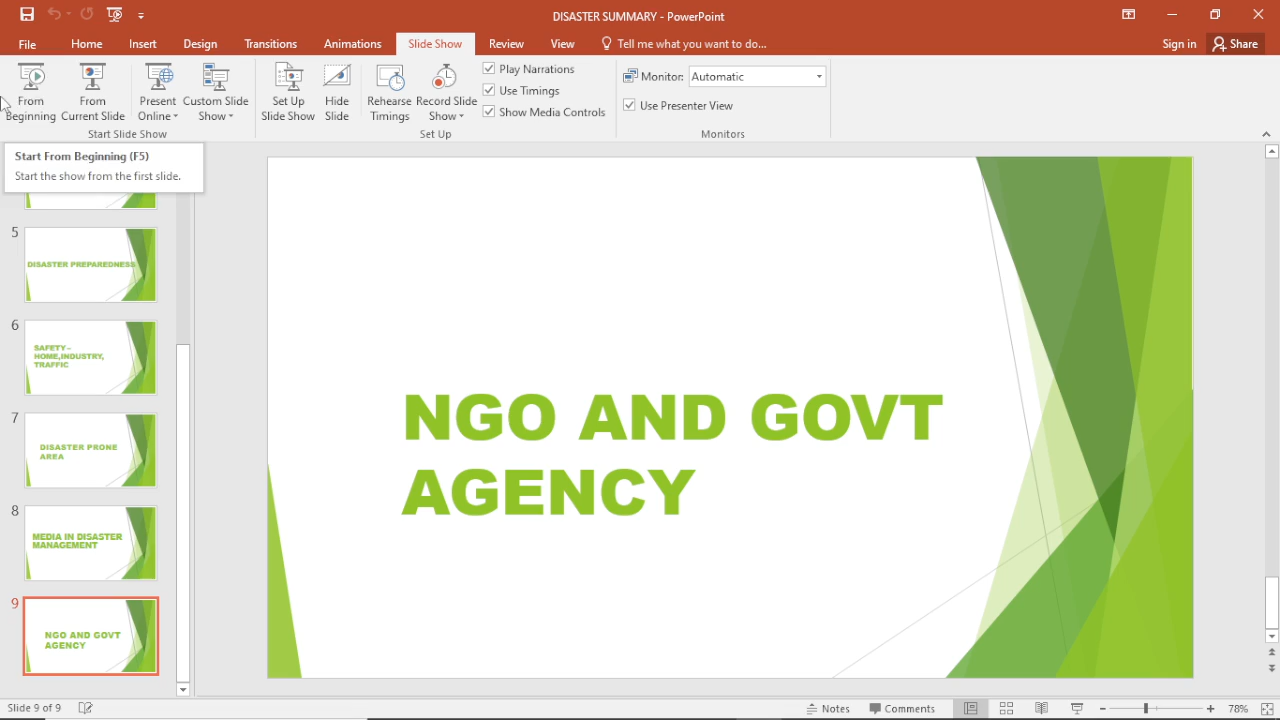 DISASTER SUMMARY - PowerPoint
File Home Insert Design Transitions Animations Slide Show Review View Tell me what you want to do... Sign in Share
From Beginning
From Current Slide
Present Online
Custom Slide Show
Start Slide Show
Set Up Slide Show
Hide Slide
Rehearse Timings
Record Slide Show
Play Narrations
Use Timings
Show Media Controls
Set Up
Monitor: Automatic
Use Presenter View
Monitors
Start From Beginning (F5)
Start the show from the first slide.
5
DISASTER PREPAREDNESS
6
SAFETY –
HOME,INDUSTRY,
TRAFFIC
7
DISASTER PRONE
AREA
8
MEDIA IN DISASTER
MANAGEMENT
9
NGO AND GOVT
AGENCY
NGO AND GOVT
AGENCY
Slide 9 of 9 Notes Comments 78%